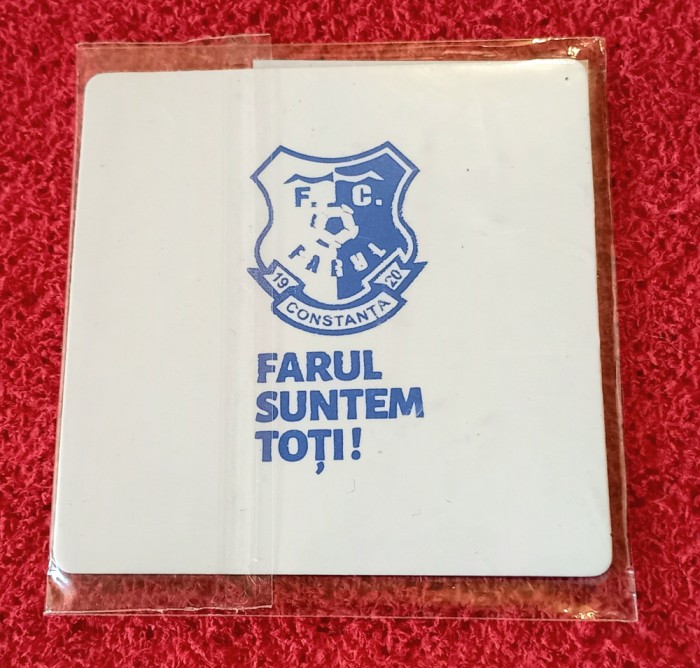 F. C.
FARUL
19 20
CONSTANȚA
FARUL
SUNTEM
TOȚI!